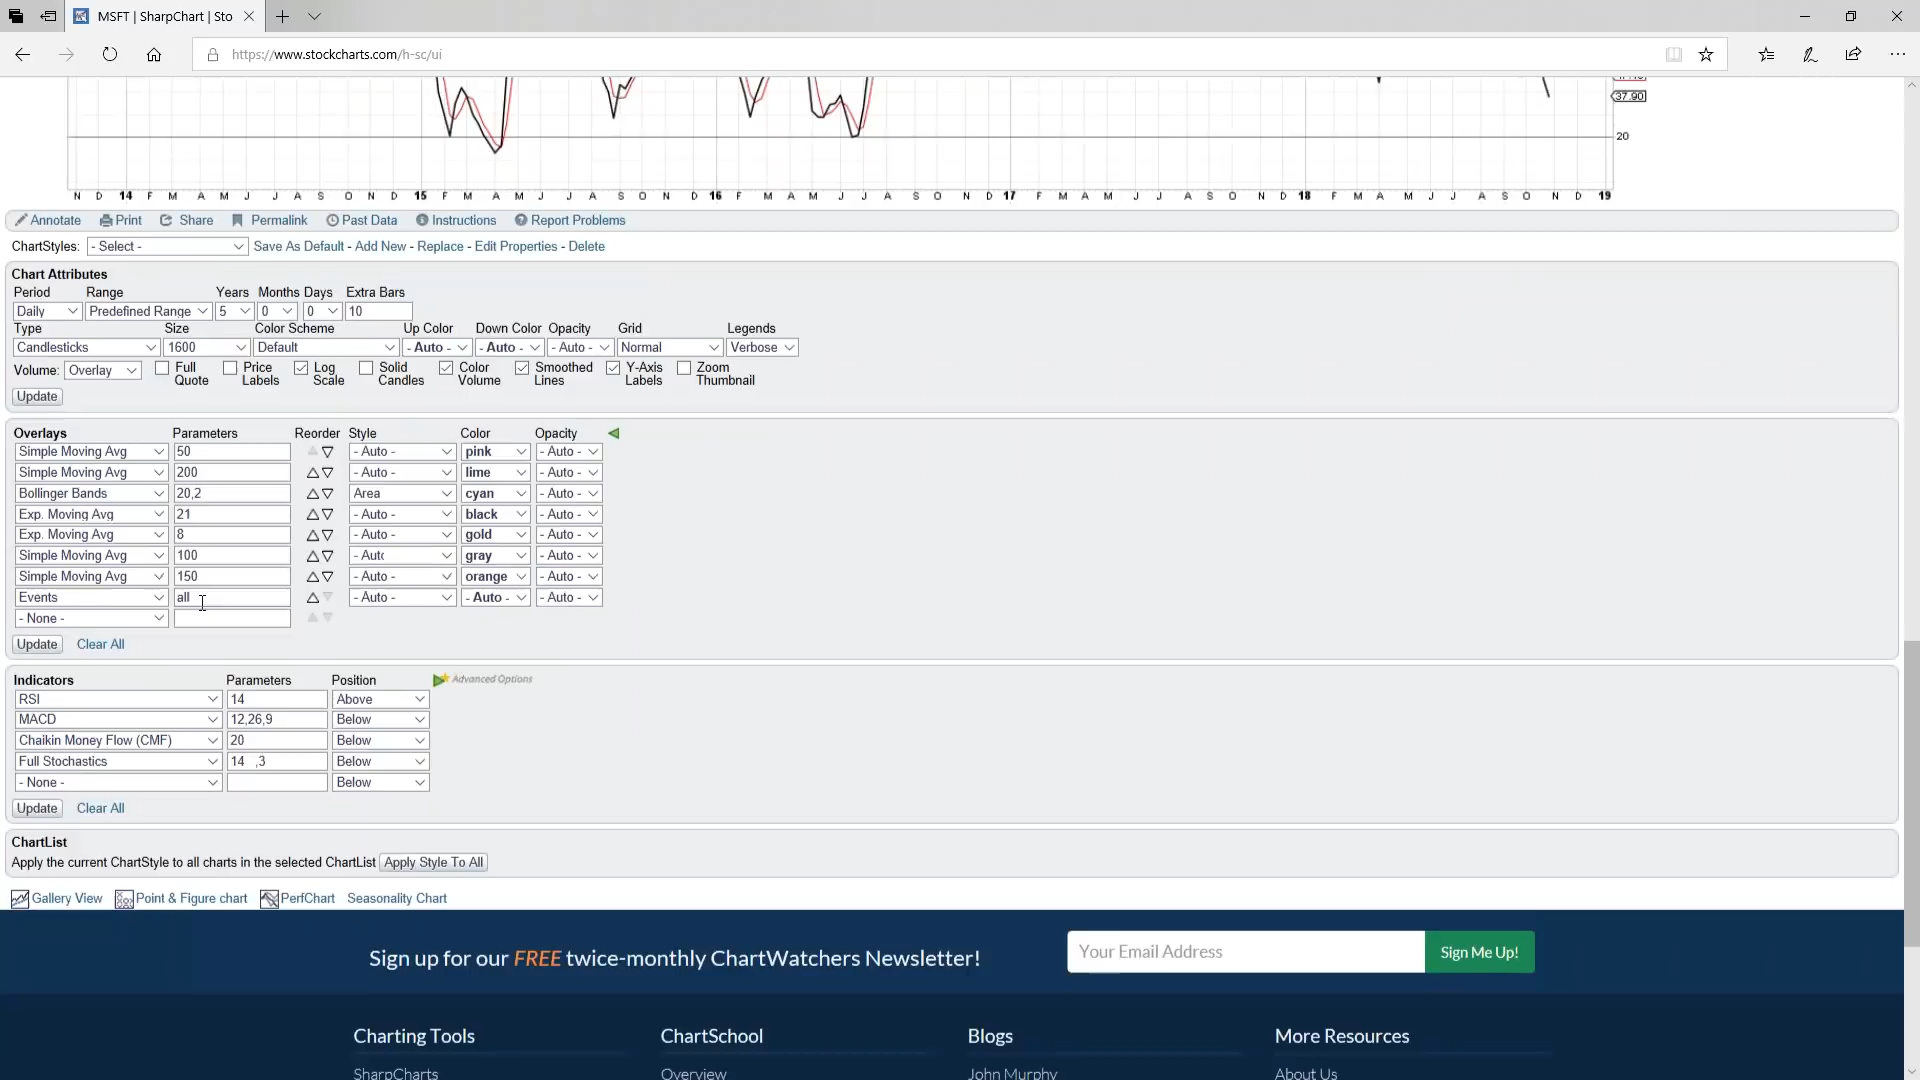 MSFT | SharpChart | Sto
https://www.stockcharts.com/h-sc/ui
37.90
20
N D 14 F M A M J J A S O N D 15 F M A M J J A S O N D 16 F M A M J J A S O N D 17 F M A M J J A S O N D 18 F M A M J J A S O N D 19
Annotate Print Share Permalink Past Data Instructions Report Problems
ChartStyles: - Select - Save As Default - Add New - Replace - Edit Properties - Delete
Chart Attributes
Period Range Years Months Days Extra Bars
Daily Predefined Range 5 0 0 10
Type Size Color Scheme Up Color Down Color Opacity Grid Legends
Candlesticks 1600 Default - Auto - - Auto - - Auto - Normal Verbose
Volume: Overlay Full Quote Price Labels Log Scale Solid Candles Color Volume Smoothed Lines Y-Axis Labels Zoom Thumbnail
Update
Overlays Parameters Reorder Style Color Opacity
Simple Moving Avg 50 - Auto - pink - Auto -
Simple Moving Avg 200 - Auto - lime - Auto -
Bollinger Bands 20,2 Area cyan - Auto -
Exp. Moving Avg 21 - Auto - black - Auto -
Exp. Moving Avg 8 - Auto - gold - Auto -
Simple Moving Avg 100 - Auto gray - Auto -
Simple Moving Avg 150 - Auto - orange - Auto -
Events all - Auto - - Auto - - Auto -
- None -
Update Clear All
Indicators Parameters Position Advanced Options
RSI 14 Above
MACD 12,26,9 Below
Chaikin Money Flow (CMF) 20 Below
Full Stochastics 14 ,3 Below
- None - Below
Update Clear All
ChartList
Apply the current ChartStyle to all charts in the selected ChartList Apply Style To All
Gallery View Point & Figure chart PerfChart Seasonality Chart
Sign up for our FREE twice-monthly ChartWatchers Newsletter! Your Email Address Sign Me Up!
Charting Tools ChartSchool Blogs More Resources
SharpCharts Overview John Murphy About Us